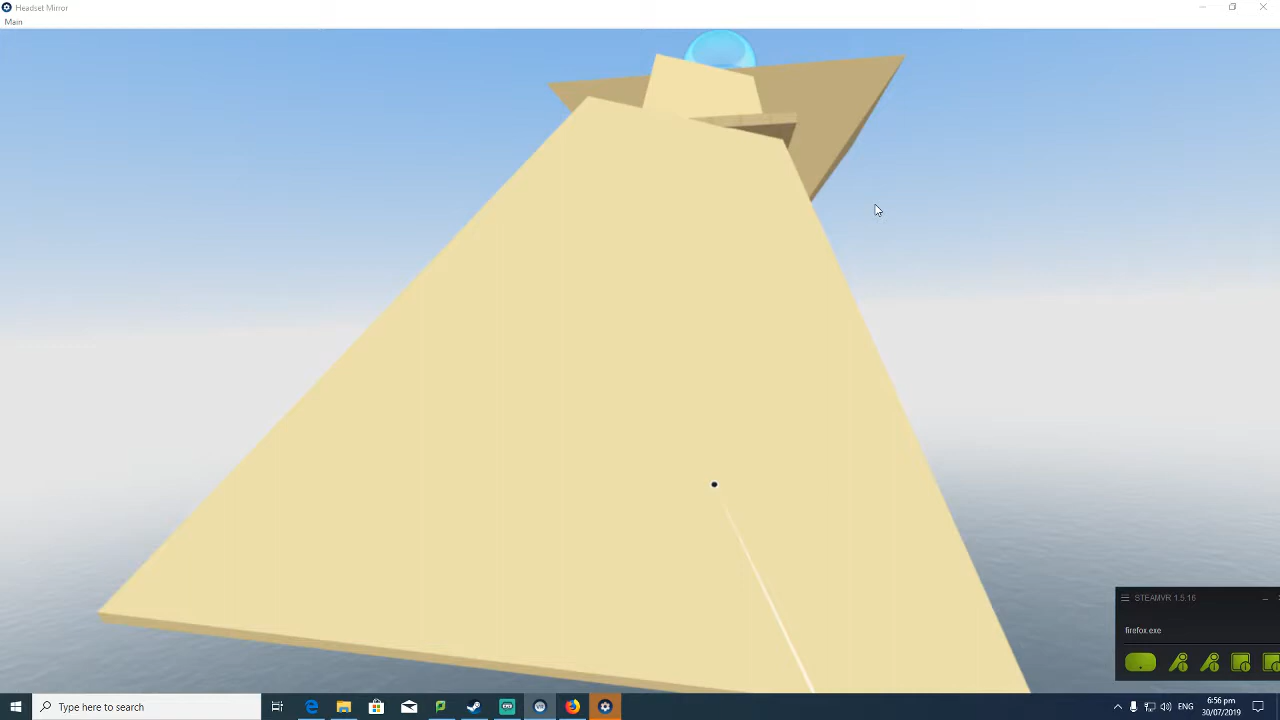 Headset Mirror
Main
STEAMVR 1.5.16
firefox.exe
Type here to search
ENG
6:56 pm
30/07/2019